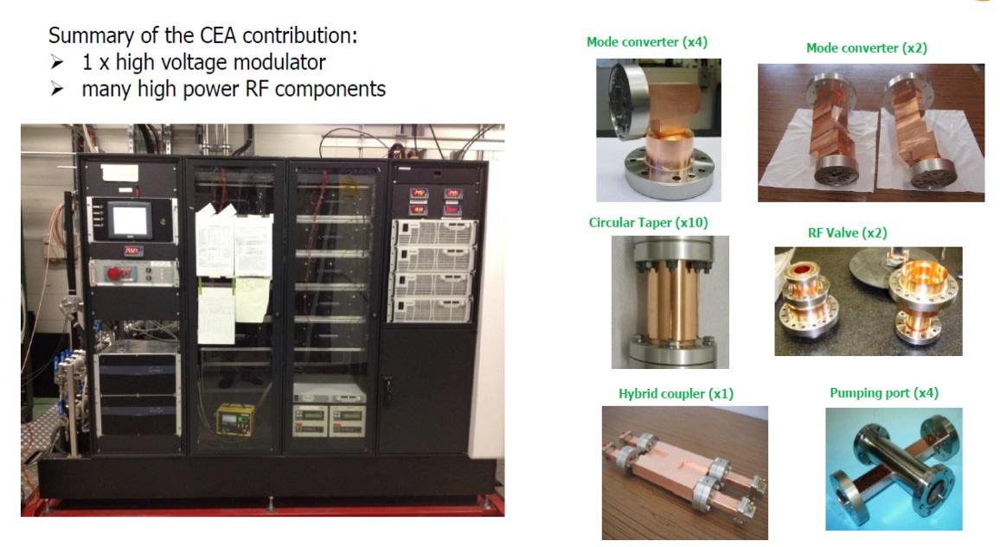 Summary of the CEA contribution:
➢ 1 x high voltage modulator
➢ many high power RF components
Mode converter (x4)
Mode converter (x2)
Circular Taper (x10)
RF Valve (x2)
Hybrid coupler (x1)
Pumping port (x4)